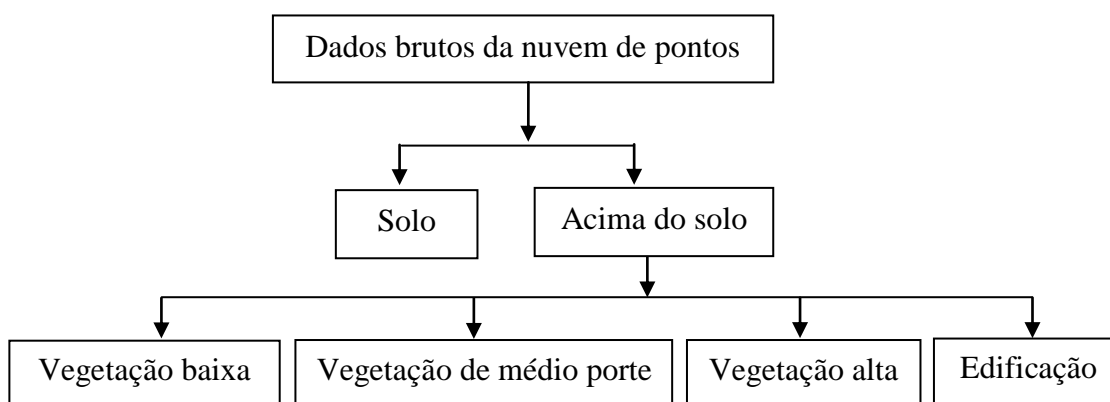 Dados brutos da nuvem de pontos
Solo
Acima do solo
Vegetação baixa
Vegetação de médio porte
Vegetação alta
Edificação